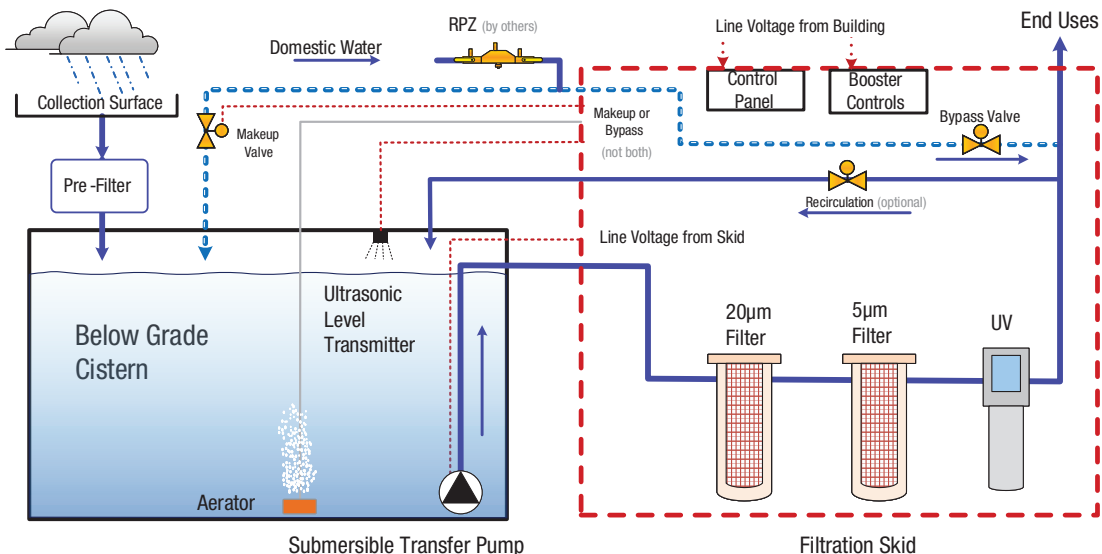 End Uses
RPZ (by others)
Line Voltage from Building
Domestic Water
Control
Panel
Booster
Controls
Collection Surface
Makeup
Valve
Makeup or
Bypass
(not both)
Bypass Valve
Pre -Filter
Recirculation (optional)
Line Voltage from Skid
Ultrasonic
Level
Transmitter
Below Grade
Cistern
20µm
Filter
5µm
Filter
UV
Aerator
Submersible Transfer Pump
Filtration Skid